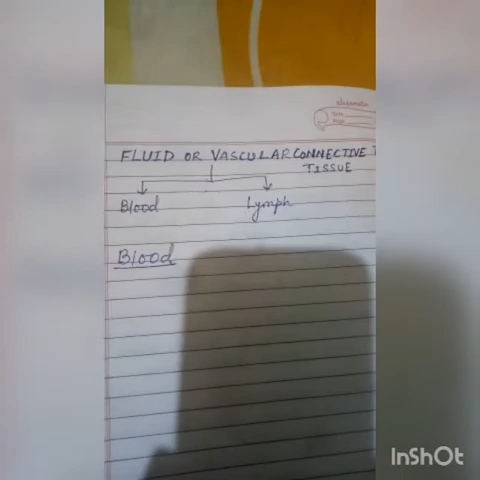 FLUID OR VASCULAR CONNECTIVE
TISSUE
Blood Lymph
Blood
InShOt